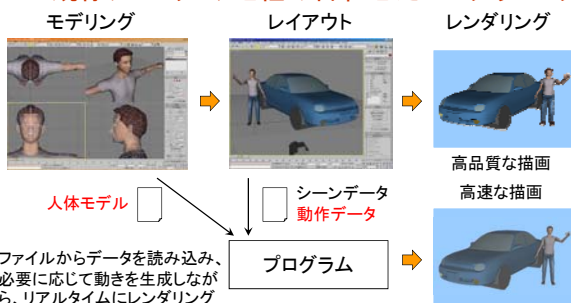 モデリング
レイアウト
レンダリング
高品質な描画
人体モデル
シーンデータ
動作データ
高速な描画
ファイルからデータを読み込み、
必要に応じて動きを生成しなが
ら、リアルタイムにレンダリング
プログラム